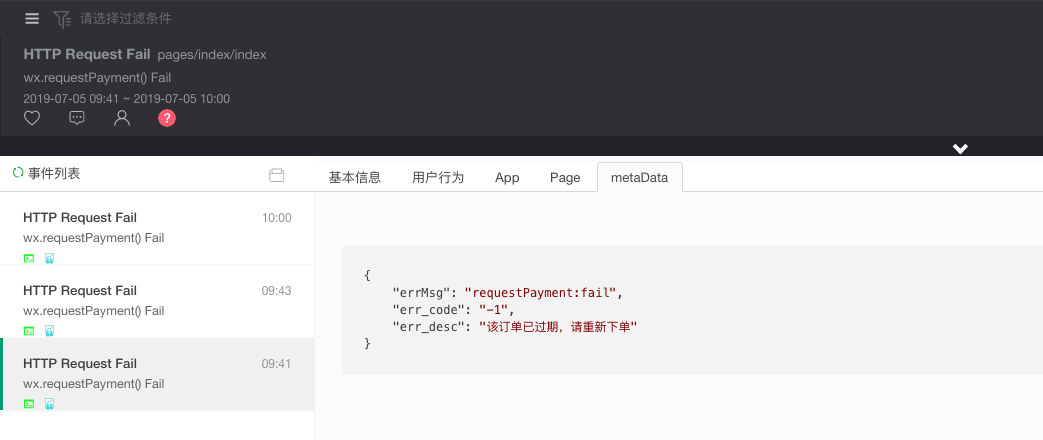 请选择过滤条件
HTTP Request Fail pages/index/index
wx.requestPayment() Fail
2019-07-05 09:41 ~ 2019-07-05 10:00
?
事件列表
基本信息 用户行为 App Page metaData
HTTP Request Fail 10:00
wx.requestPayment() Fail
HTTP Request Fail 09:43
wx.requestPayment() Fail
HTTP Request Fail 09:41
wx.requestPayment() Fail
{
"errMsg": "requestPayment:fail",
"err_code": "-1",
"err_desc": "该订单已过期，请重新下单"
}